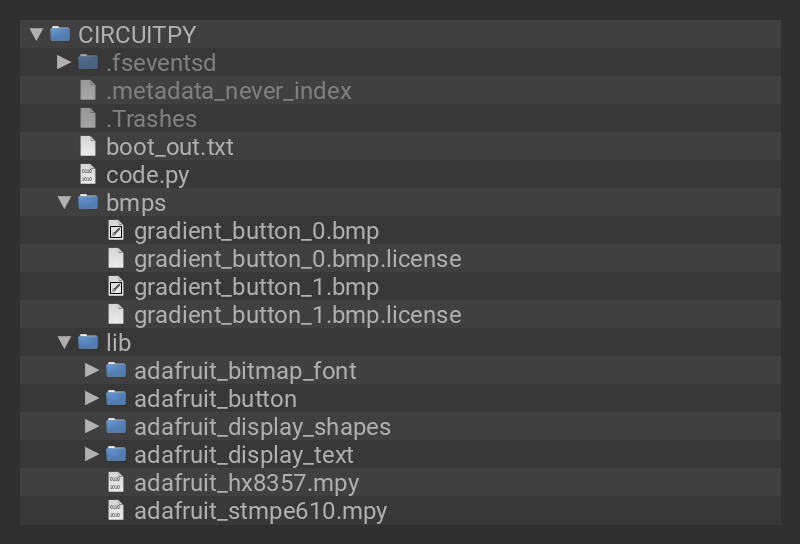 CIRCUITPY
.fseventsd
.metadata_never_index
.Trashes
boot_out.txt
code.py
bmps
gradient_button_0.bmp
gradient_button_0.bmp.license
gradient_button_1.bmp
gradient_button_1.bmp.license
lib
adafruit_bitmap_font
adafruit_button
adafruit_display_shapes
adafruit_display_text
adafruit_hx8357.mpy
adafruit_stmpe610.mpy